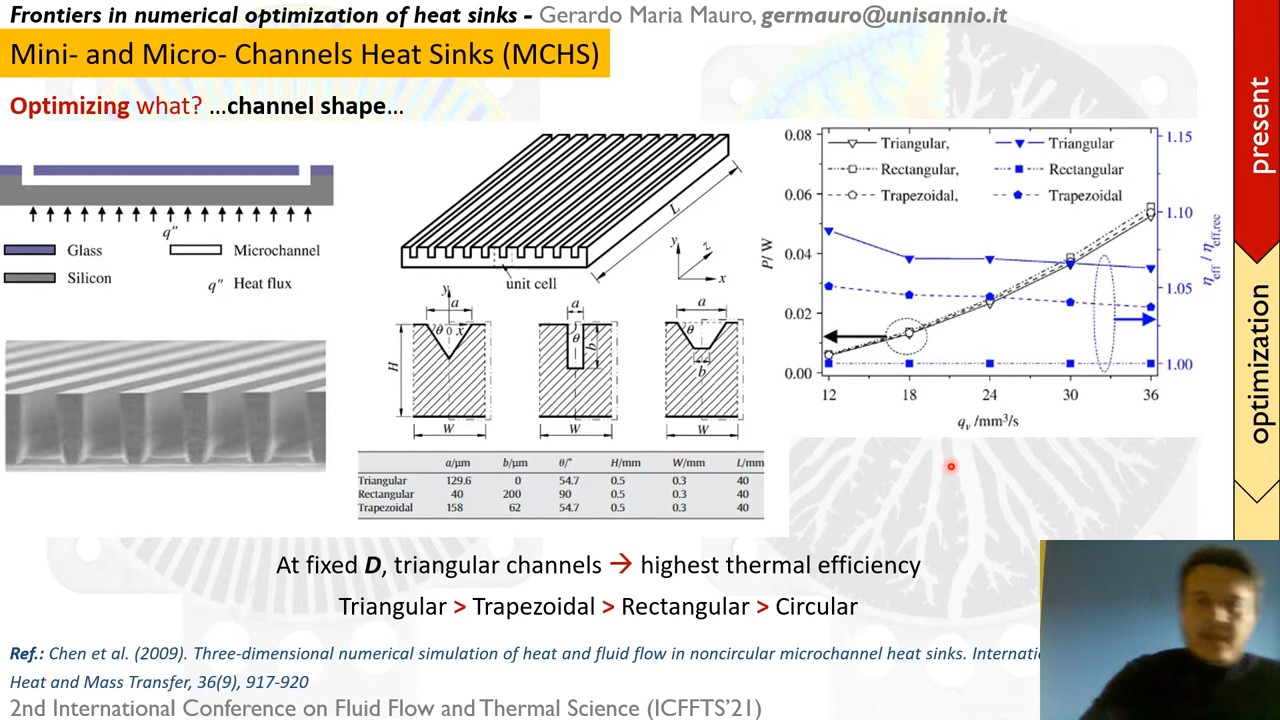 Frontiers in numerical optimization of heat sinks - Gerardo Maria Mauro, germauro@unisannio.it
Mini- and Micro- Channels Heat Sinks (MCHS)
Optimizing what? ...channel shape...
q"
Glass
Microchannel
Silicon
q" Heat flux
L
unit cell
y
z
x
y
a
θ 0 x
H
W
a
θ
b
W
a
θ
b
W
a/μm b/μm θ/° H/mm W/mm L/mm
Triangular 129.6 0 54.7 0.5 0.3 40
Rectangular 40 200 90 0.5 0.3 40
Trapezoidal 158 62 54.7 0.5 0.3 40
Triangular, Triangular
Rectangular, Rectangular
Trapezoidal, Trapezoidal
0.08
0.06
0.04
0.02
0.00
P/ W
12 18 24 30 36
qv /mm³/s
1.15
1.10
1.05
1.00
ηeff / ηeff,rec
present
optimization
At fixed D, triangular channels → highest thermal efficiency
Triangular > Trapezoidal > Rectangular > Circular
Ref.: Chen et al. (2009). Three-dimensional numerical simulation of heat and fluid flow in noncircular microchannel heat sinks. Internati
Heat and Mass Transfer, 36(9), 917-920
2nd International Conference on Fluid Flow and Thermal Science (ICFFTS'21)